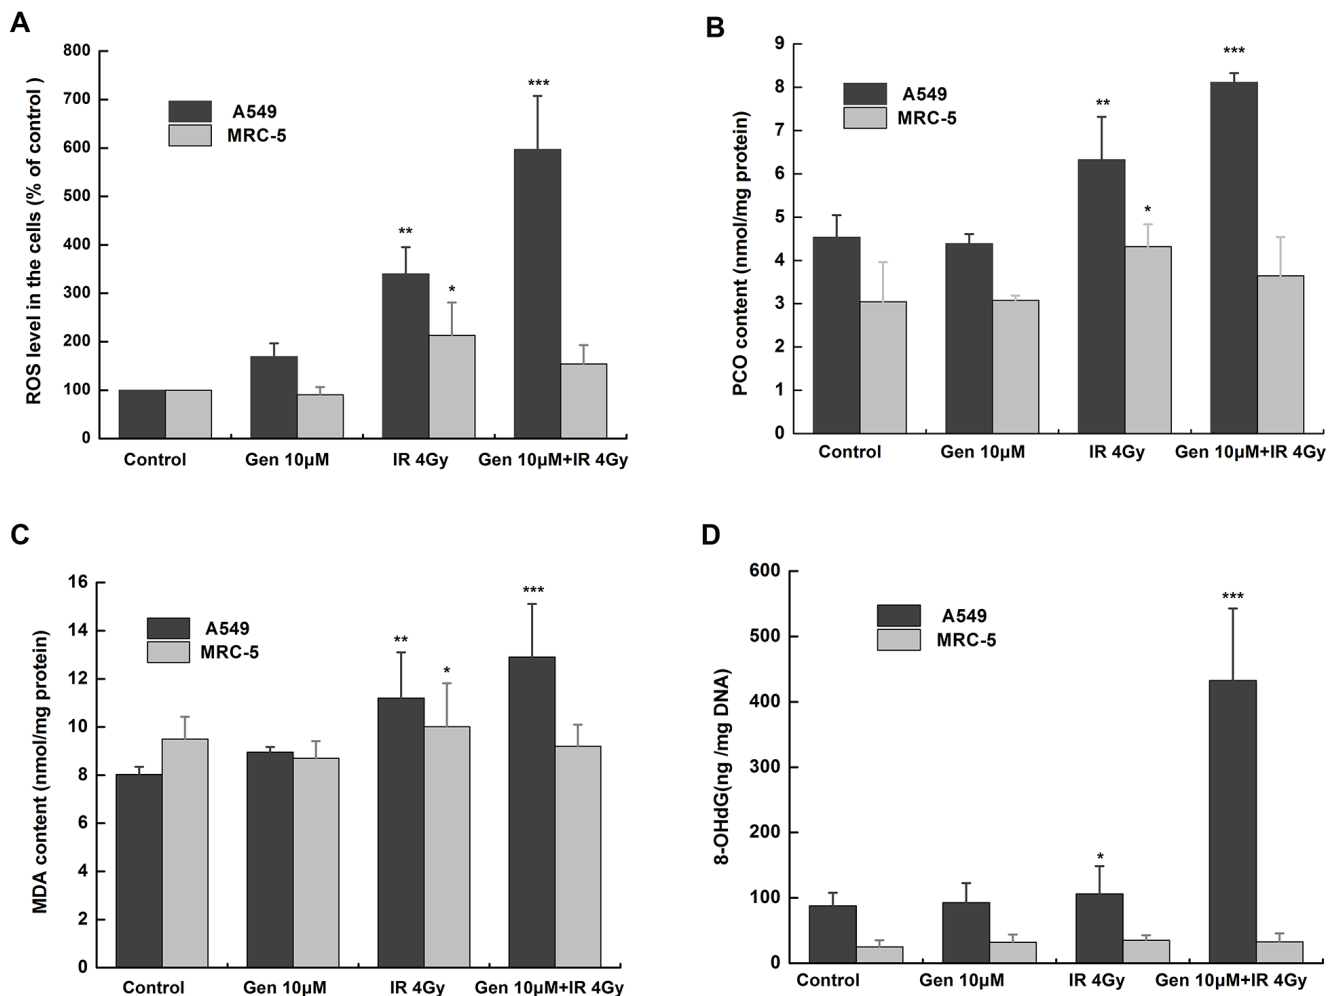 A
ROS level in the cells (% of control )
800
700
600
500
400
300
200
100
0
A549
MRC-5
**
*
***
Control Gen 10μM IR 4Gy Gen 10μM+IR 4Gy
B
PCO content (nmol/mg protein)
9
8
7
6
5
4
3
2
1
0
A549
MRC-5
**
*
***
Control Gen 10μM IR 4Gy Gen 10μM+IR 4Gy
C
MDA content (nmol/mg protein)
16
14
12
10
8
6
4
2
0
A549
MRC-5
**
*
***
Control Gen 10μM IR 4Gy Gen 10μM+IR 4Gy
D
8-OHdG(ng /mg DNA)
600
500
400
300
200
100
0
A549
MRC-5
*
***
Control Gen 10μM IR 4Gy Gen 10μM+IR 4Gy